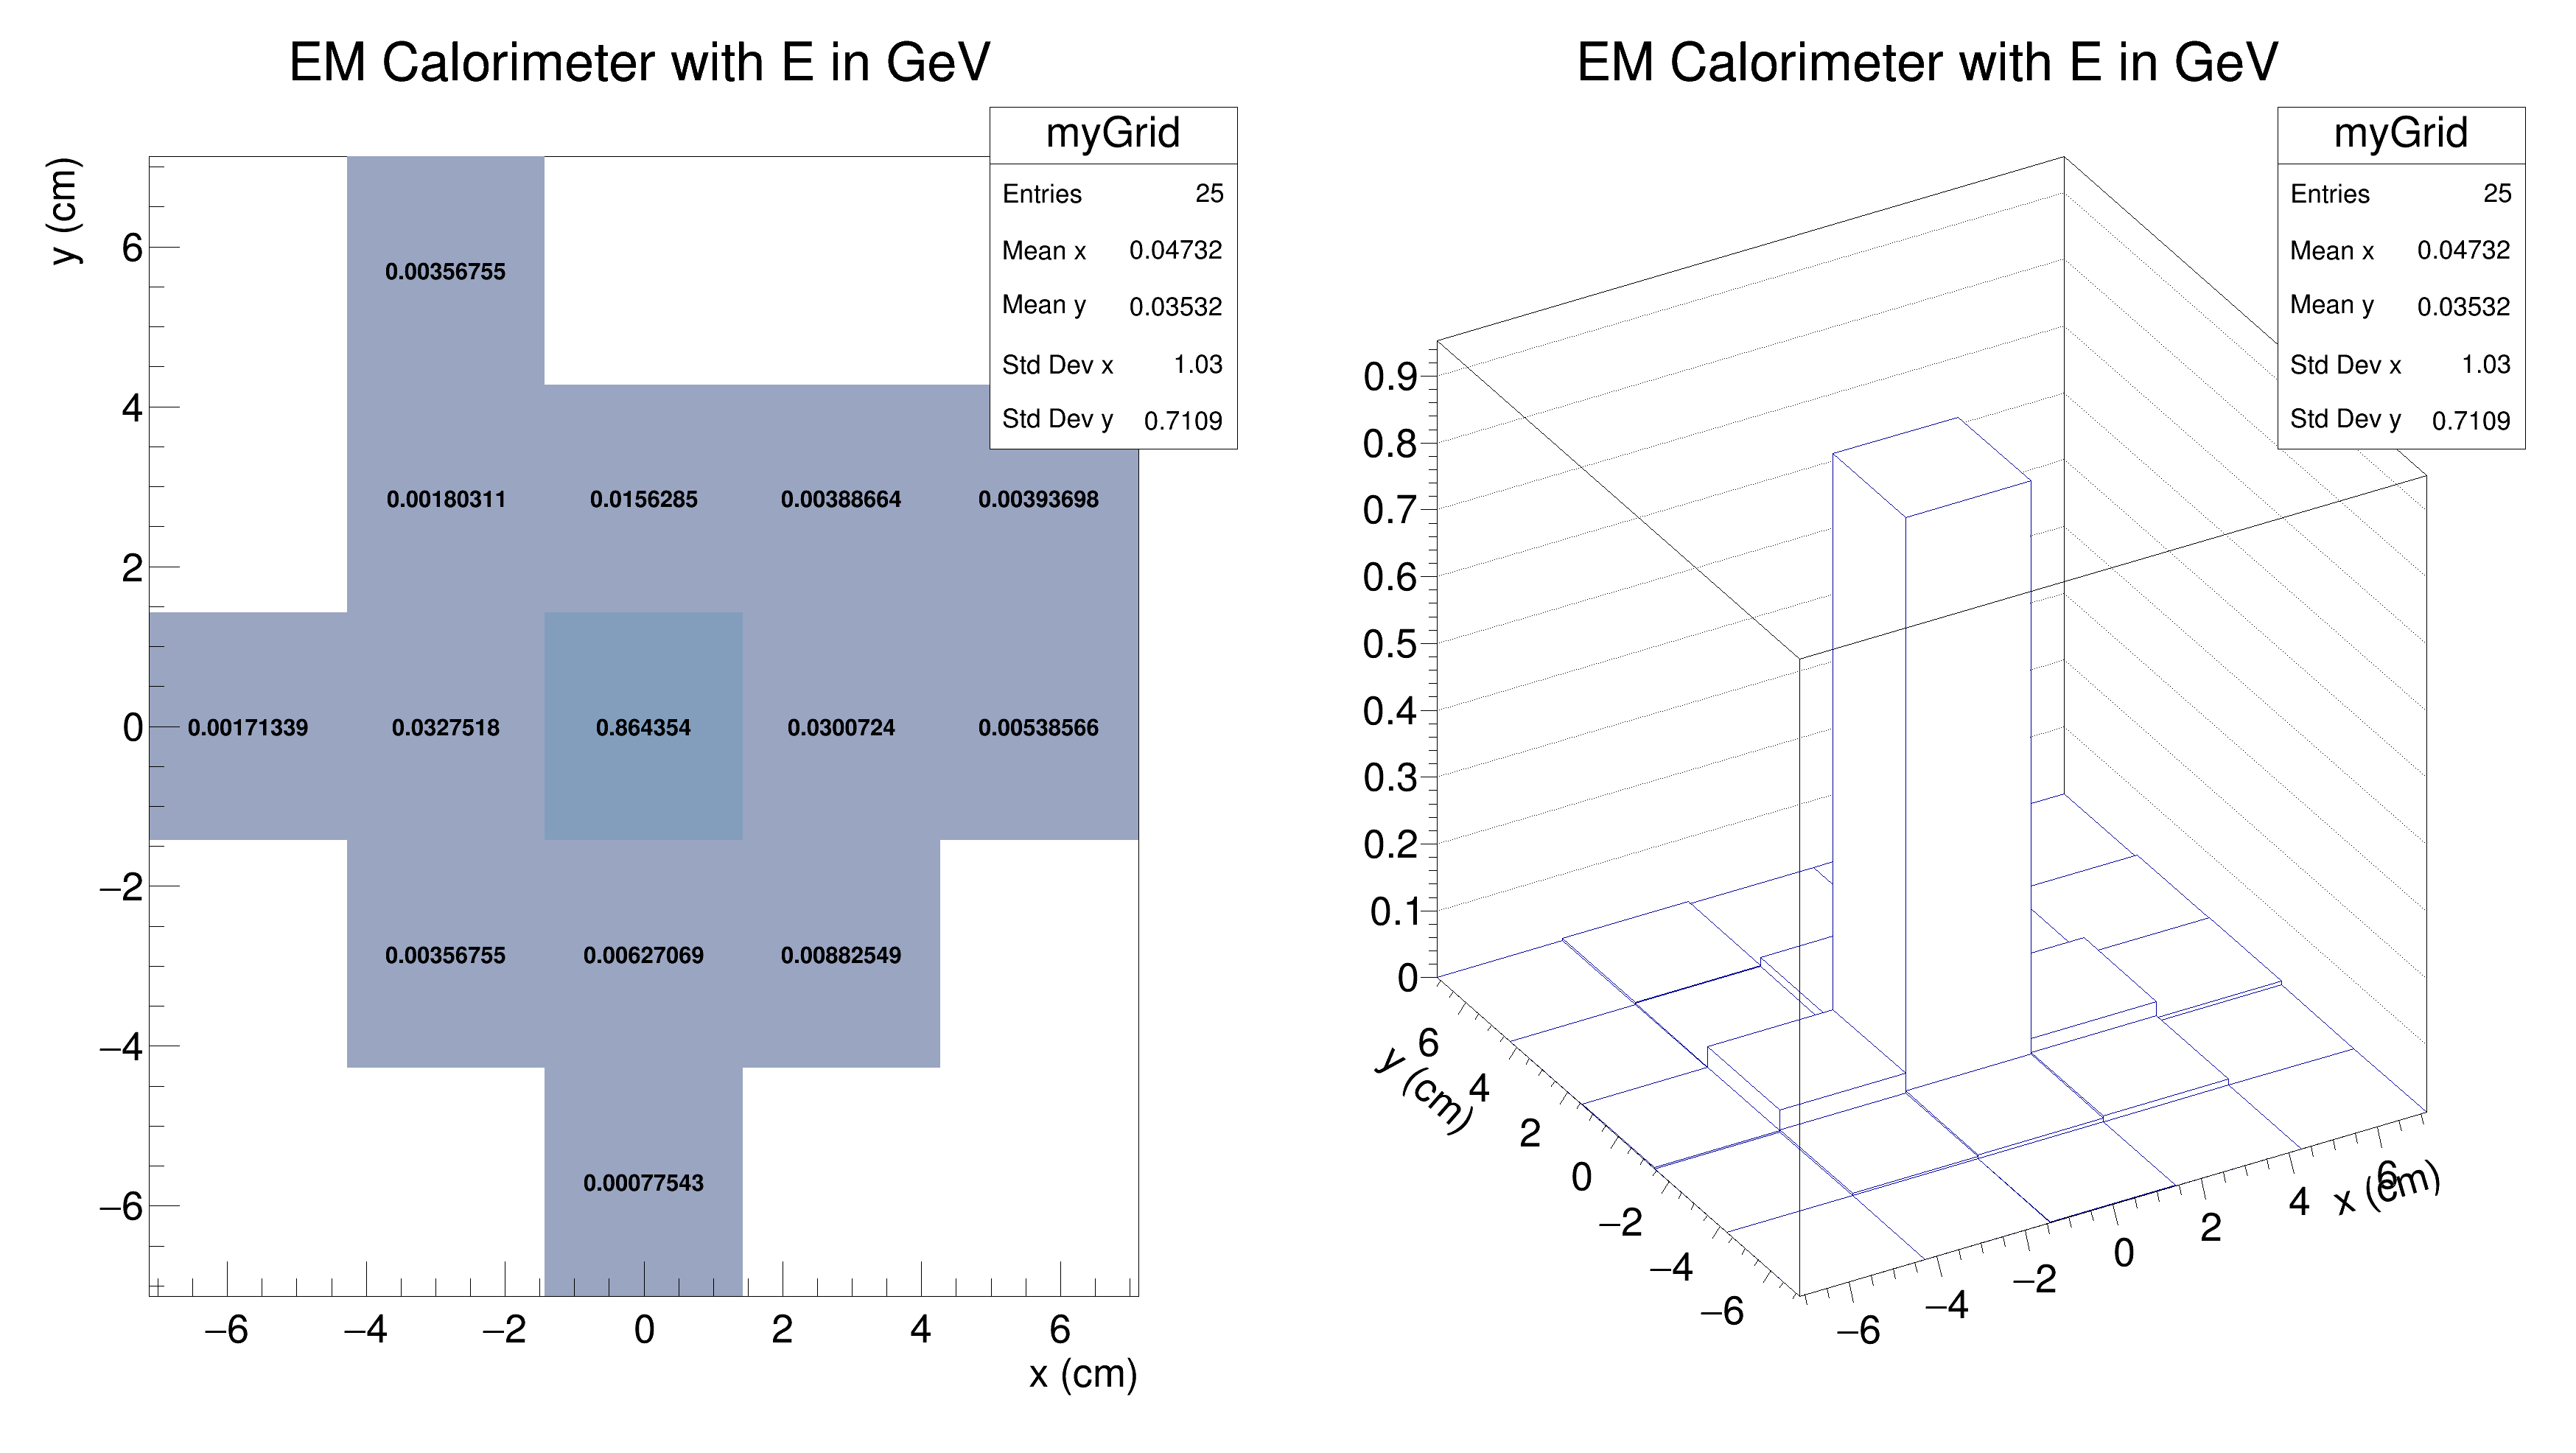 EM Calorimeter with E in GeV
myGrid
Entries 25
Mean x 0.04732
Mean y 0.03532
Std Dev x 1.03
Std Dev y 0.7109
y (cm)
6
4
2
0
−2
−4
−6
0.00356755
0.00180311 0.0156285 0.00388664 0.00393698
0.00171339 0.0327518 0.864354 0.0300724 0.00538566
0.00356755 0.00627069 0.00882549
0.00077543
−6 −4 −2 0 2 4 6
x (cm)
EM Calorimeter with E in GeV
myGrid
Entries 25
Mean x 0.04732
Mean y 0.03532
Std Dev x 1.03
Std Dev y 0.7109
0.9
0.8
0.7
0.6
0.5
0.4
0.3
0.2
0.1
0
6
4
2
0
−2
−4
−6
y (cm)
−6
−4
−2
0
2
4
6
x (cm)